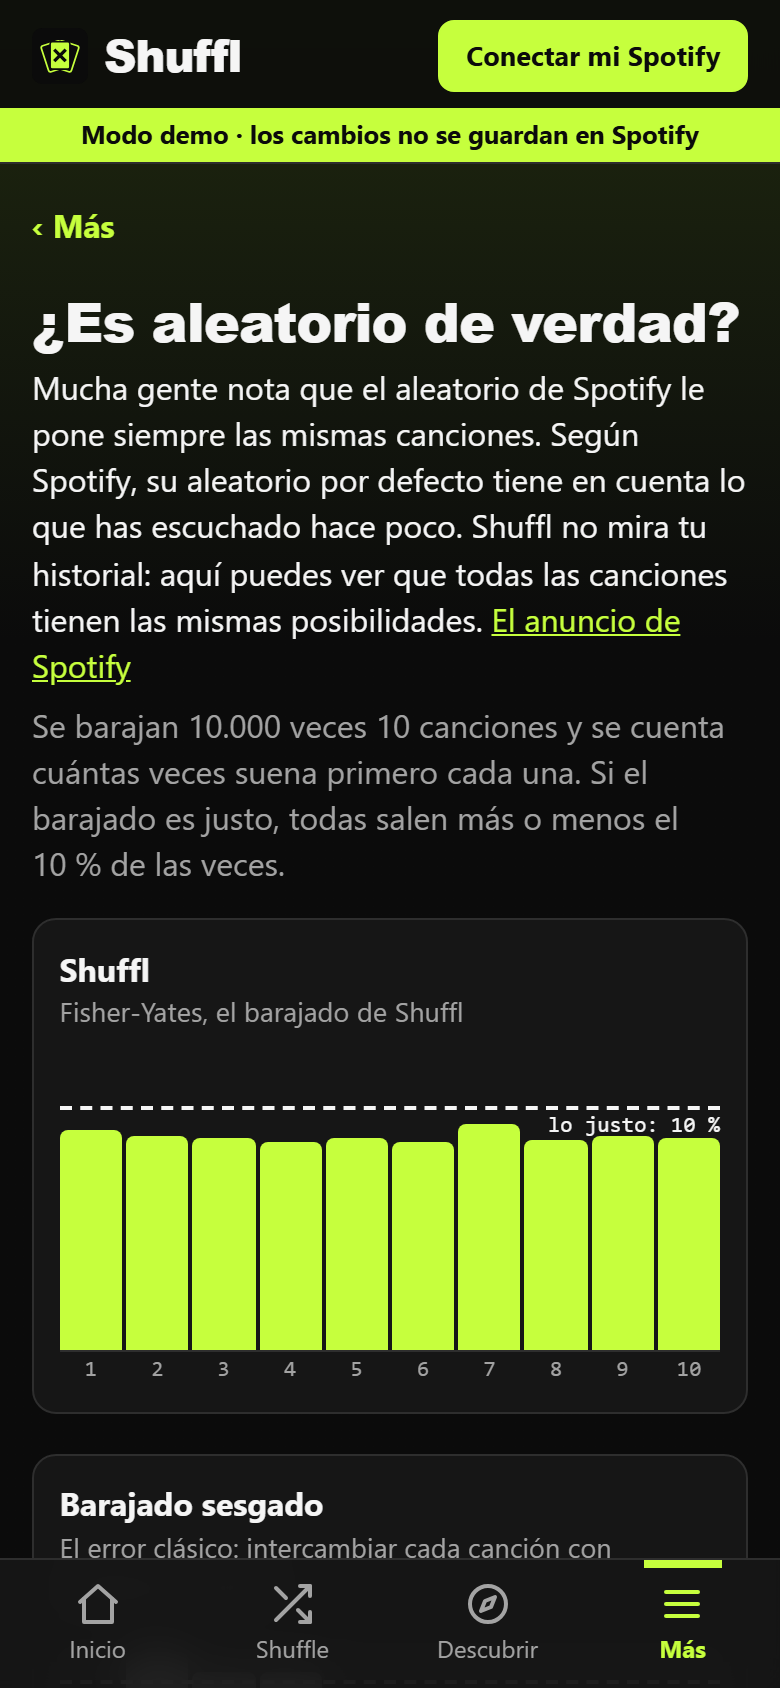 Shuffl
Conectar mi Spotify
Modo demo · los cambios no se guardan en Spotify
‹ Más
¿Es aleatorio de verdad?
Mucha gente nota que el aleatorio de Spotify le
pone siempre las mismas canciones. Según
Spotify, su aleatorio por defecto tiene en cuenta lo
que has escuchado hace poco. Shuffl no mira tu
historial: aquí puedes ver que todas las canciones
tienen las mismas posibilidades. El anuncio de
Spotify
Se barajan 10.000 veces 10 canciones y se cuenta
cuántas veces suena primero cada una. Si el
barajado es justo, todas salen más o menos el
10 % de las veces.
Shuffl
Fisher-Yates, el barajado de Shuffl
lo justo: 10 %
1 2 3 4 5 6 7 8 9 10
Barajado sesgado
El error clásico: intercambiar cada canción con
Inicio Shuffle Descubrir Más